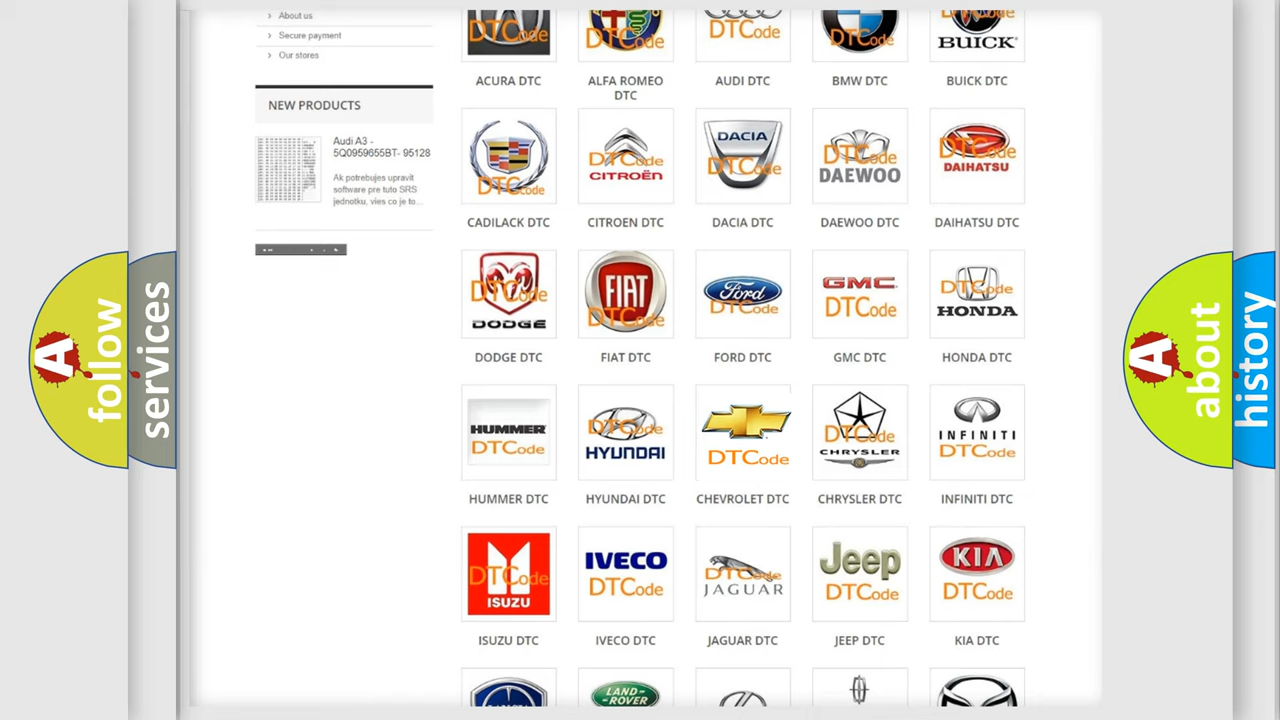 About us
Secure payment
Our stores
NEW PRODUCTS
Audi A3 -
5Q0959655BT- 95128
Ak potrebujes upravit
software pre tuto SRS
jednotku, vies co je to...
DTCode
DTCode
DTCode
DTCode
BUICK
ACURA DTC
ALFA ROMEO
DTC
AUDI DTC
BMW DTC
BUICK DTC
DTCode
DTCode
CITROËN
DACIA
DTCode
DTCode
DAEWOO
DTCode
DAIHATSU
CADILACK DTC
CITROEN DTC
DACIA DTC
DAEWOO DTC
DAIHATSU DTC
DTCode
DODGE
FIAT
DTCode
Ford
DTCode
GMC
DTCode
DTCode
HONDA
DODGE DTC
FIAT DTC
FORD DTC
GMC DTC
HONDA DTC
HUMMER
DTCode
DTCode
HYUNDAI
DTCode
DTCode
CHRYSLER
INFINITI
DTCode
HUMMER DTC
HYUNDAI DTC
CHEVROLET DTC
CHRYSLER DTC
INFINITI DTC
DTCode
ISUZU
IVECO
DTCode
DTCode
JAGUAR
Jeep
DTCode
KIA
DTCode
ISUZU DTC
IVECO DTC
JAGUAR DTC
JEEP DTC
KIA DTC
LAND-
ROVER
A follow
services
A about
history